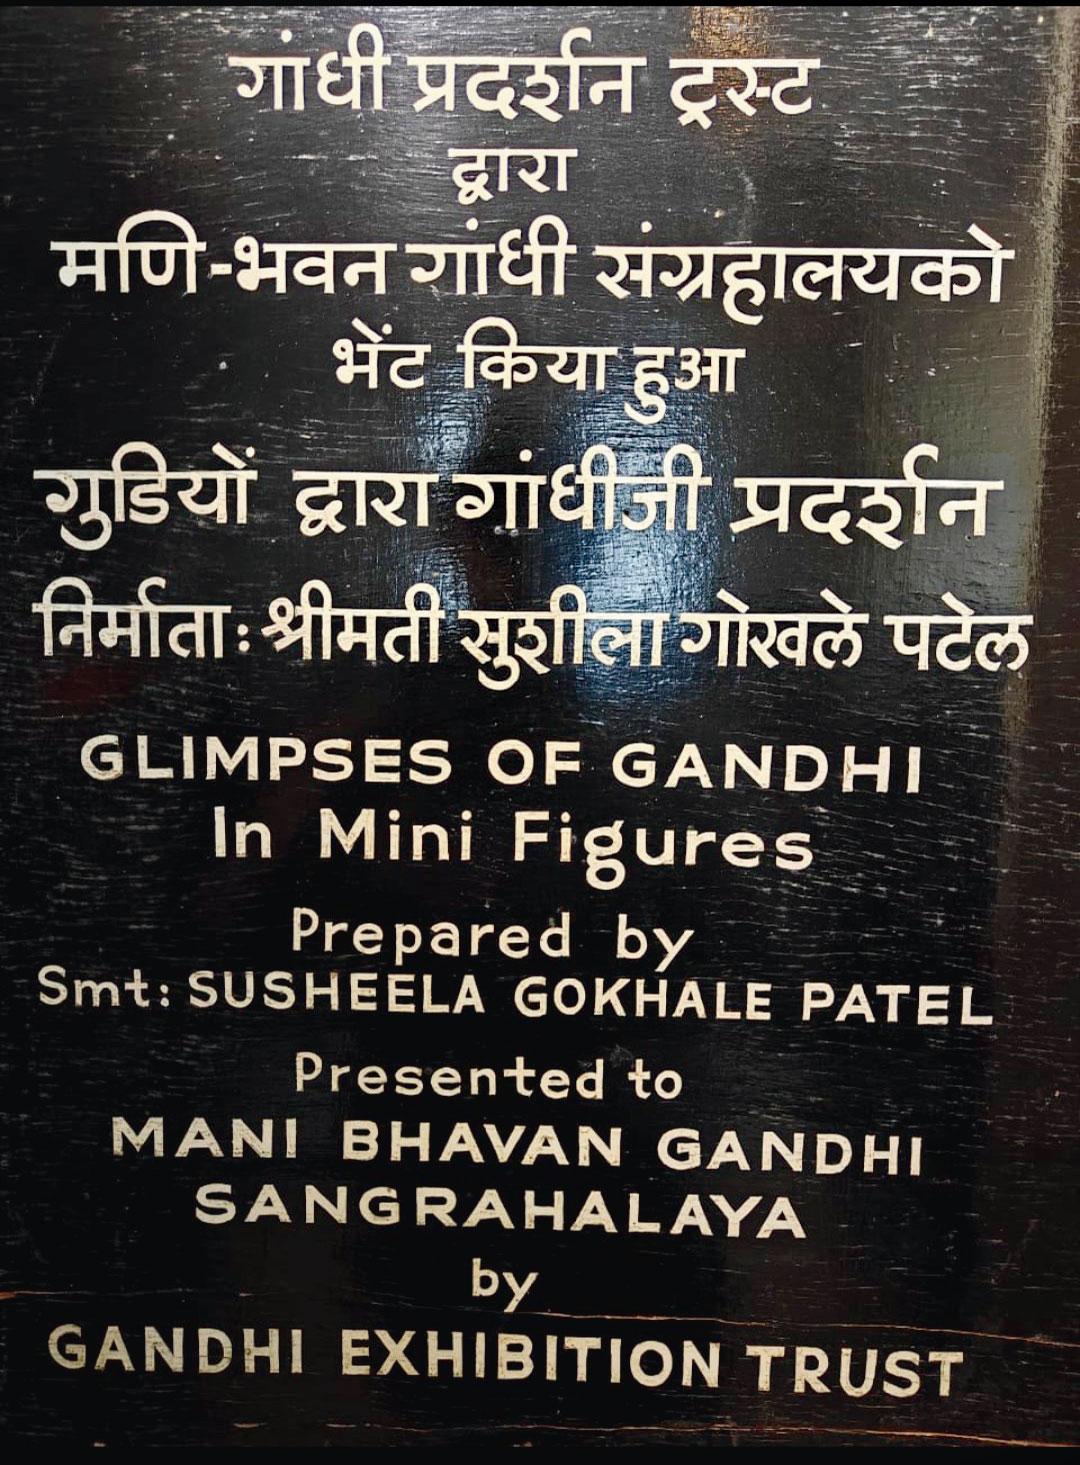 गांधी प्रदर्शन ट्रस्ट
द्वारा
मणि-भवन गांधी संग्रहालयको
भेंट किया हुआ
गुडियों द्वारा गांधीजी प्रदर्शन
निर्माता: श्रीमती सुशीला गोखले पटेल
GLIMPSES OF GANDHI
In Mini Figures
Prepared by
Smt: SUSHEELA GOKHALE PATEL
Presented to
MANI BHAVAN GANDHI
SANGRAHALAYA
by
GANDHI EXHIBITION TRUST